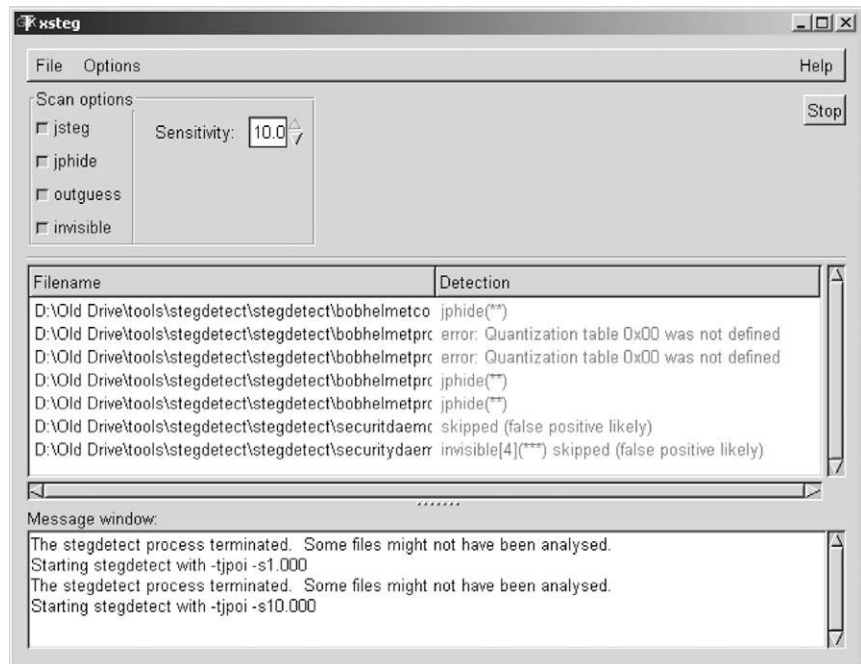 xsteg
File Options Help
Scan options
Stop
jsteg
Sensitivity: 10.0
jphide
outguess
invisible
Filename Detection
D:\Old Drive\tools\stegdetect\stegdetect\bobhelmetco jphide(**)
D:\Old Drive\tools\stegdetect\stegdetect\bobhelmetprc error: Quantization table 0x00 was not defined
D:\Old Drive\tools\stegdetect\stegdetect\bobhelmetprc error: Quantization table 0x00 was not defined
D:\Old Drive\tools\stegdetect\stegdetect\bobhelmetprc jphide(**)
D:\Old Drive\tools\stegdetect\stegdetect\bobhelmetprc jphide(**)
D:\Old Drive\tools\stegdetect\stegdetect\securitdaemc skipped (false positive likely)
D:\Old Drive\tools\stegdetect\stegdetect\securitydaerr invisible[4](***) skipped (false positive likely)
Message window:
The stegdetect process terminated. Some files might not have been analysed.
Starting stegdetect with -tjpoi -s1.000
The stegdetect process terminated. Some files might not have been analysed.
Starting stegdetect with -tjpoi -s10.000